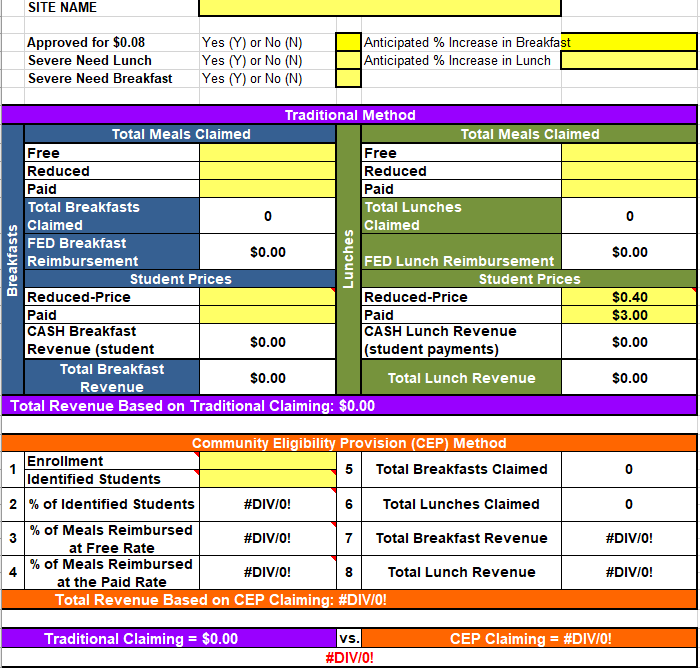 SITE NAME
Approved for $0.08 Yes (Y) or No (N) Anticipated % Increase in Breakfast
Severe Need Lunch Yes (Y) or No (N) Anticipated % Increase in Lunch
Severe Need Breakfast Yes (Y) or No (N)
Traditional Method
Breakfasts
Total Meals Claimed
Free
Reduced
Paid
Total Breakfasts
Claimed
0
FED Breakfast
Reimbursement
$0.00
Student Prices
Reduced-Price
Paid
CASH Breakfast
Revenue (student
$0.00
Total Breakfast
Revenue
$0.00
Lunches
Total Meals Claimed
Free
Reduced
Paid
Total Lunches
Claimed
0
FED Lunch Reimbursement
$0.00
Student Prices
Reduced-Price $0.40
Paid $3.00
CASH Lunch Revenue
(student payments)
$0.00
Total Lunch Revenue $0.00
Total Revenue Based on Traditional Claiming: $0.00
Community Eligibility Provision (CEP) Method
1
Enrollment
Identified Students
5 Total Breakfasts Claimed 0
2 % of Identified Students #DIV/0! 6 Total Lunches Claimed 0
3
% of Meals Reimbursed
at Free Rate
#DIV/0!
7 Total Breakfast Revenue #DIV/0!
4
% of Meals Reimbursed
at the Paid Rate
#DIV/0!
8 Total Lunch Revenue #DIV/0!
Total Revenue Based on CEP Claiming: #DIV/0!
Traditional Claiming = $0.00 vs. CEP Claiming = #DIV/0!
#DIV/0!